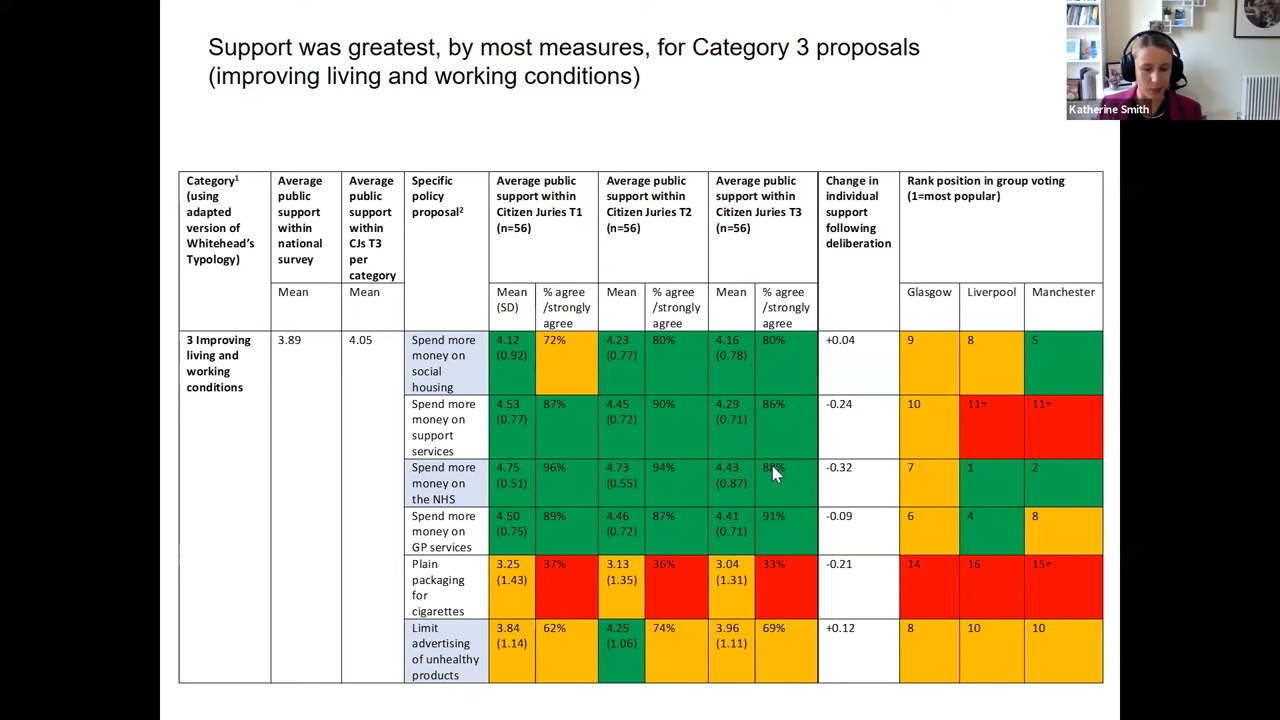 Support was greatest, by most measures, for Category 3 proposals
(improving living and working conditions)
Katherine Smith
Category¹
(using
adapted
version of
Whitehead's
Typology)
Average
public
support
within
national
survey
Average
public
support
within
CJs T3
per
category
Specific
policy
proposal²
Average public
support within
Citizen Juries T1
(n=56)
Average public
support within
Citizen Juries T2
(n=56)
Average public
support within
Citizen Juries T3
(n=56)
Change in
individual
support
following
deliberation
Rank position in group voting
(1=most popular)
Mean
Mean
Mean
(SD)
% agree
/strongly
agree
Mean
% agree
/strongly
agree
Mean
% agree
/strongly
agree
Glasgow
Liverpool
Manchester
3 Improving
living and
working
conditions
3.89
4.05
Spend more
money on
social
housing
4.12
(0.92)
72%
4.23
(0.77)
80%
4.16
(0.78)
80%
+0.04
9
8
5
Spend more
money on
support
services
4.53
(0.77)
87%
4.45
(0.72)
90%
4.29
(0.71)
86%
-0.24
10
11=
11=
Spend more
money on
the NHS
4.75
(0.51)
96%
4.73
(0.55)
94%
4.43
(0.87)
-0.32
7
1
2
Spend more
money on
GP services
4.50
(0.75)
89%
4.46
(0.72)
87%
4.41
(0.71)
91%
-0.09
6
4
8
Plain
packaging
for
cigarettes
3.25
(1.43)
37%
3.13
(1.35)
36%
3.04
(1.31)
33%
-0.21
14
16
15=
Limit
advertising
of unhealthy
products
3.84
(1.14)
62%
4.25
(1.06)
74%
3.96
(1.11)
69%
+0.12
8
10
10